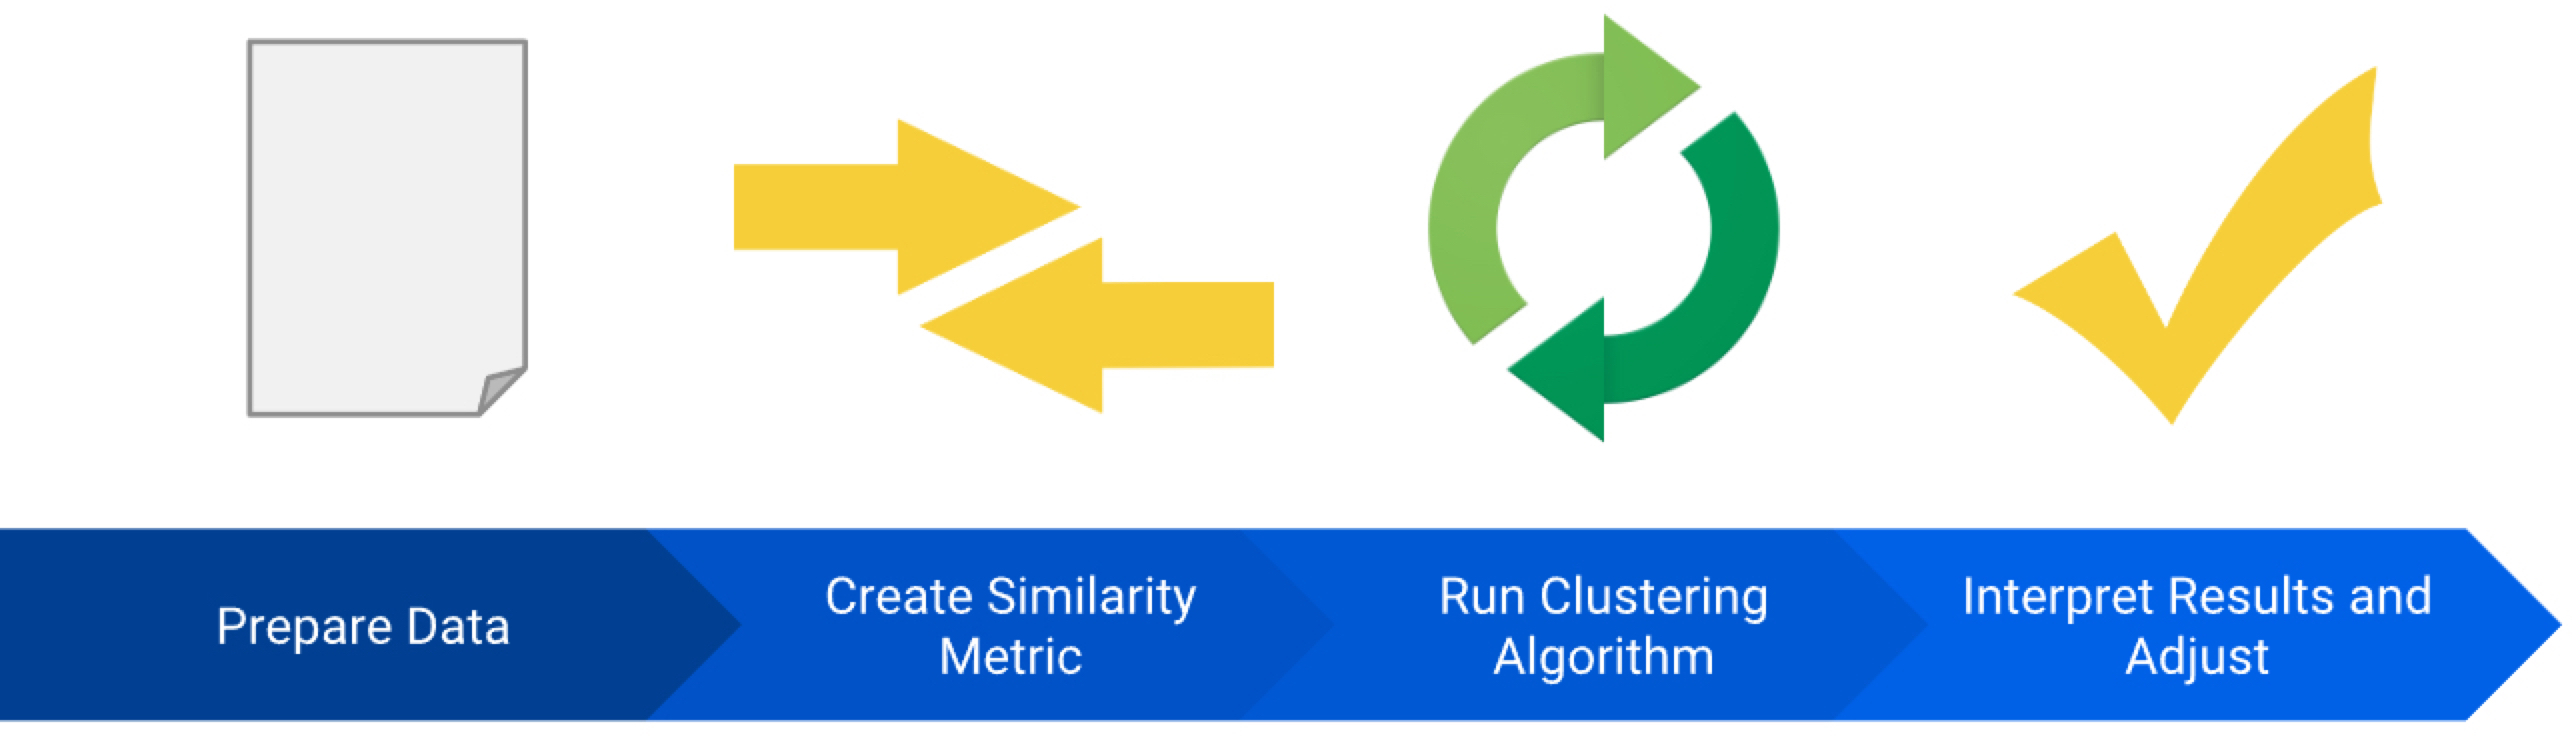 Prepare Data
Create Similarity
Metric
Run Clustering
Algorithm
Interpret Results and
Adjust